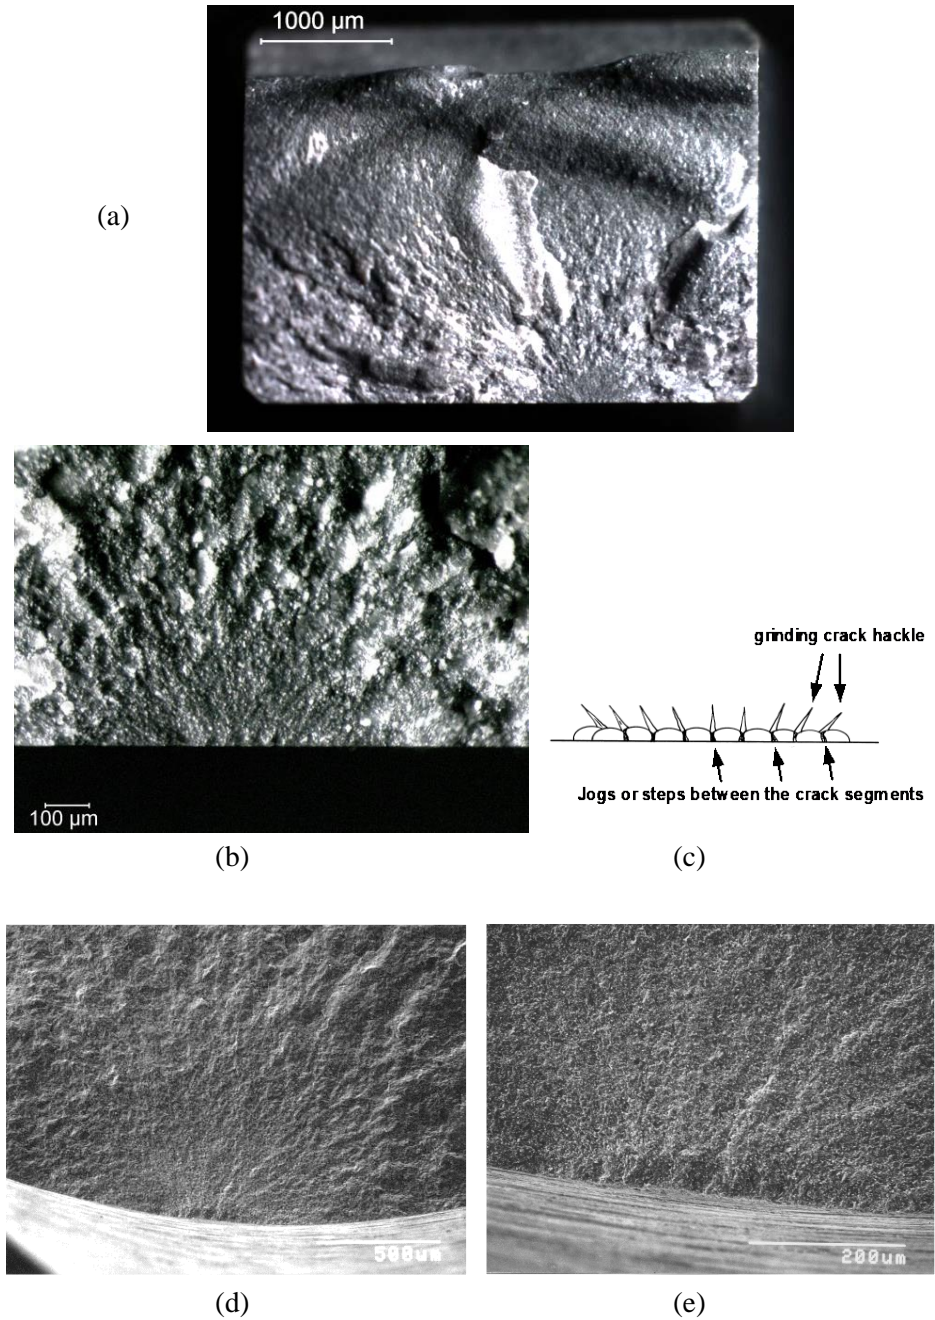 1000 µm
(a)
100 µm
grinding crack hackle
Jogs or steps between the crack segments
(b)
(c)
500um
200um
(d)
(e)